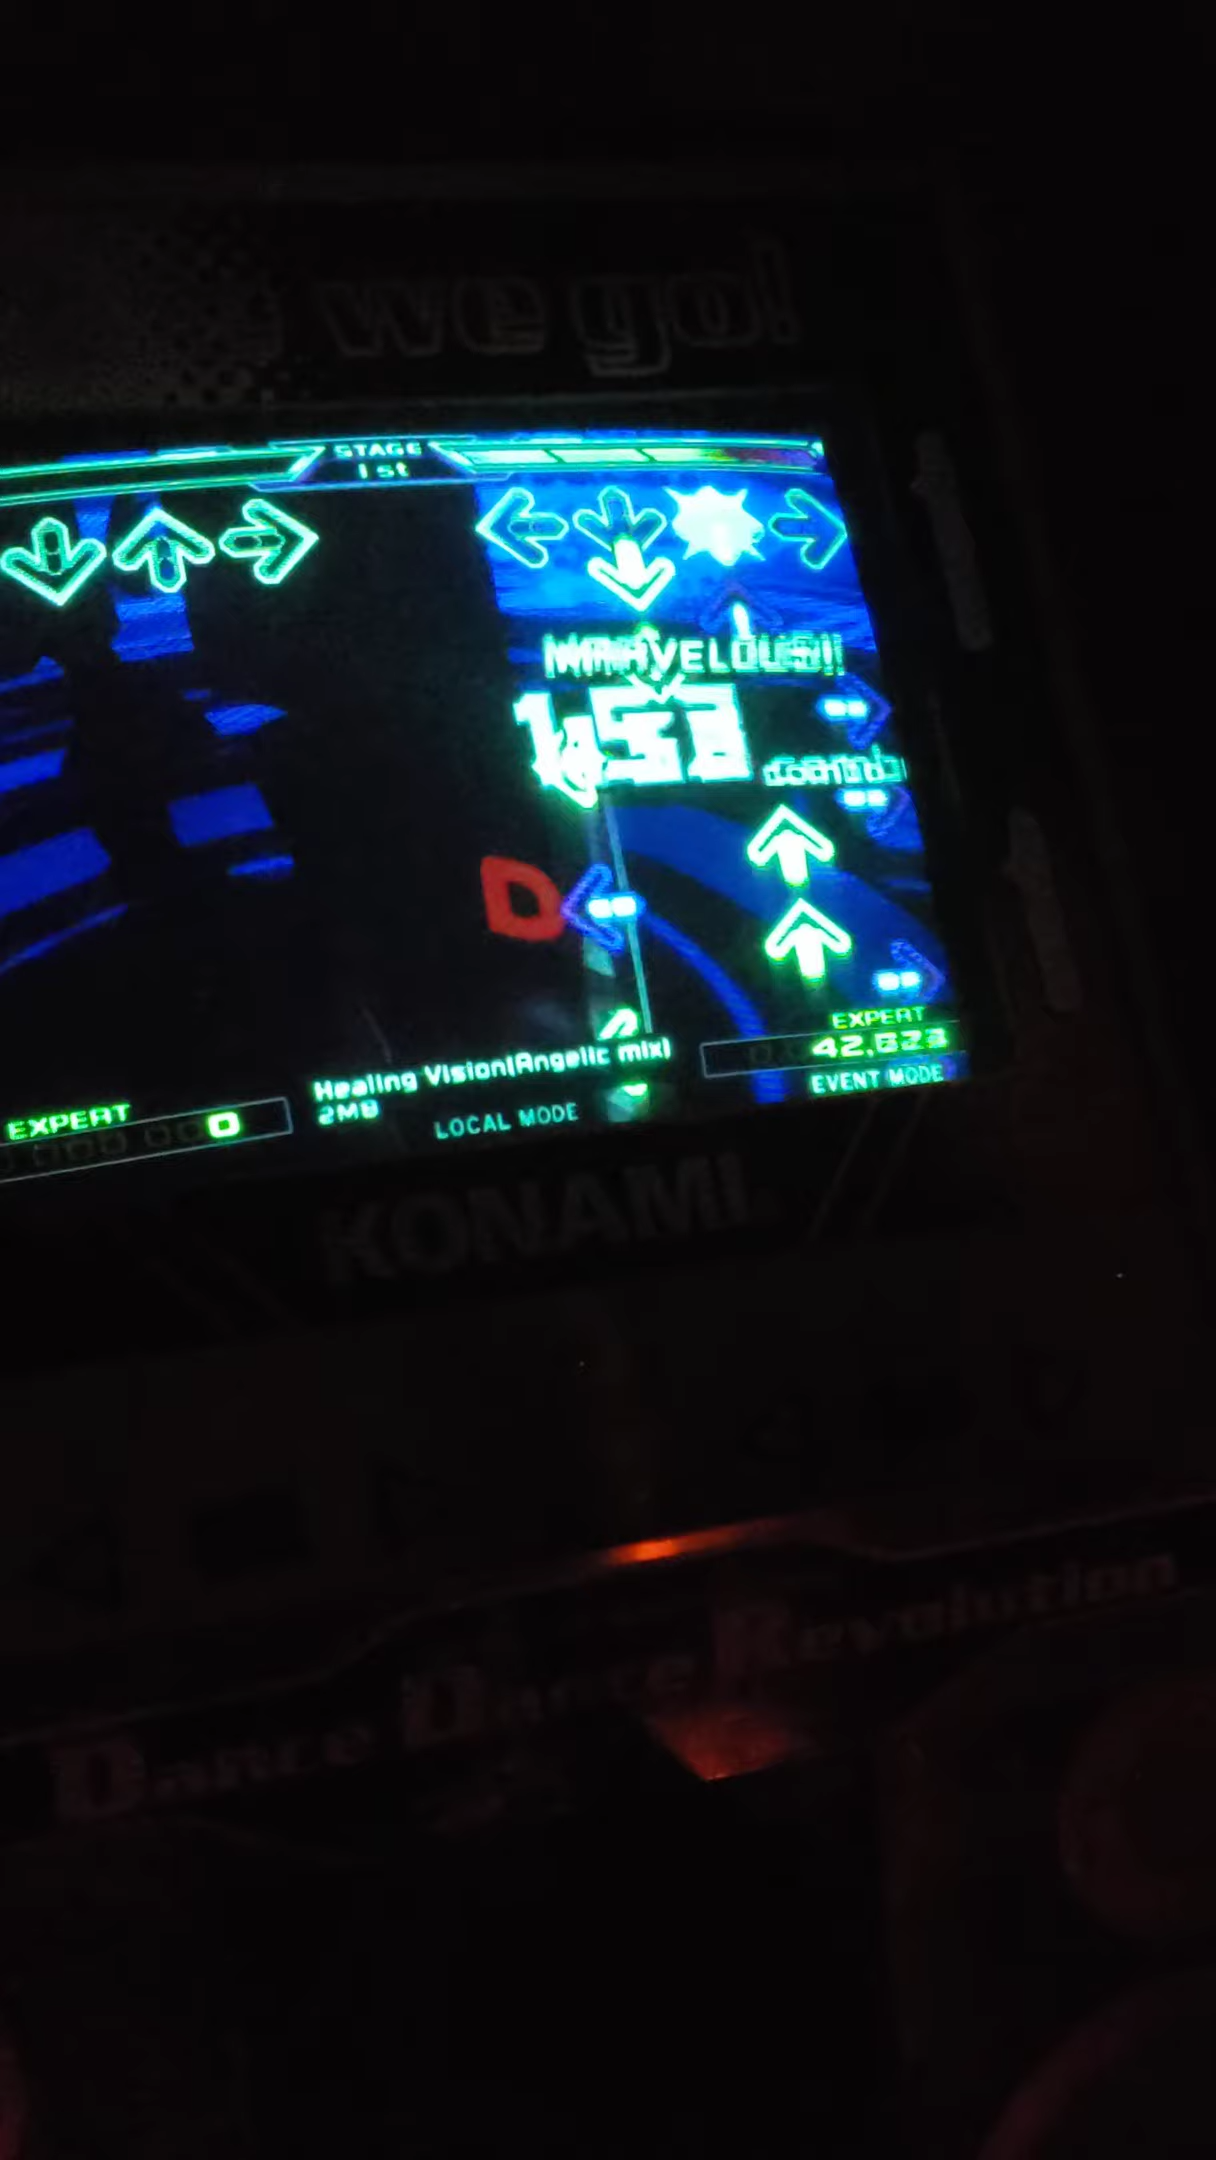 we go!
STAGE
1st
MARVELOUS!!
D
EXPERT
EXPERT
0
Healing Vision(Angelic mix)
2MB
LOCAL MODE
EVENT MODE
KONAMI
Dance Dance Revolution